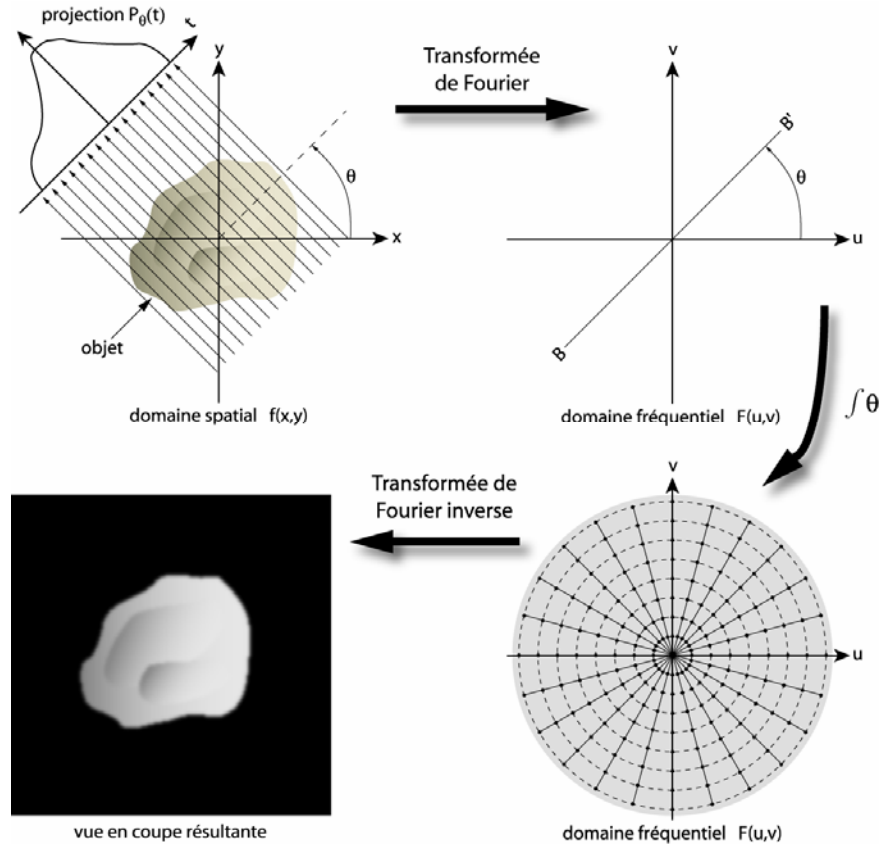 projection Pθ(t)
t
y
x
θ
objet
domaine spatial f(x,y)
Transformée
de Fourier
v
B'
θ
u
B
domaine fréquentiel F(u,v)
∫θ
Transformée de
Fourier inverse
v
u
domaine fréquentiel F(u,v)
vue en coupe résultante